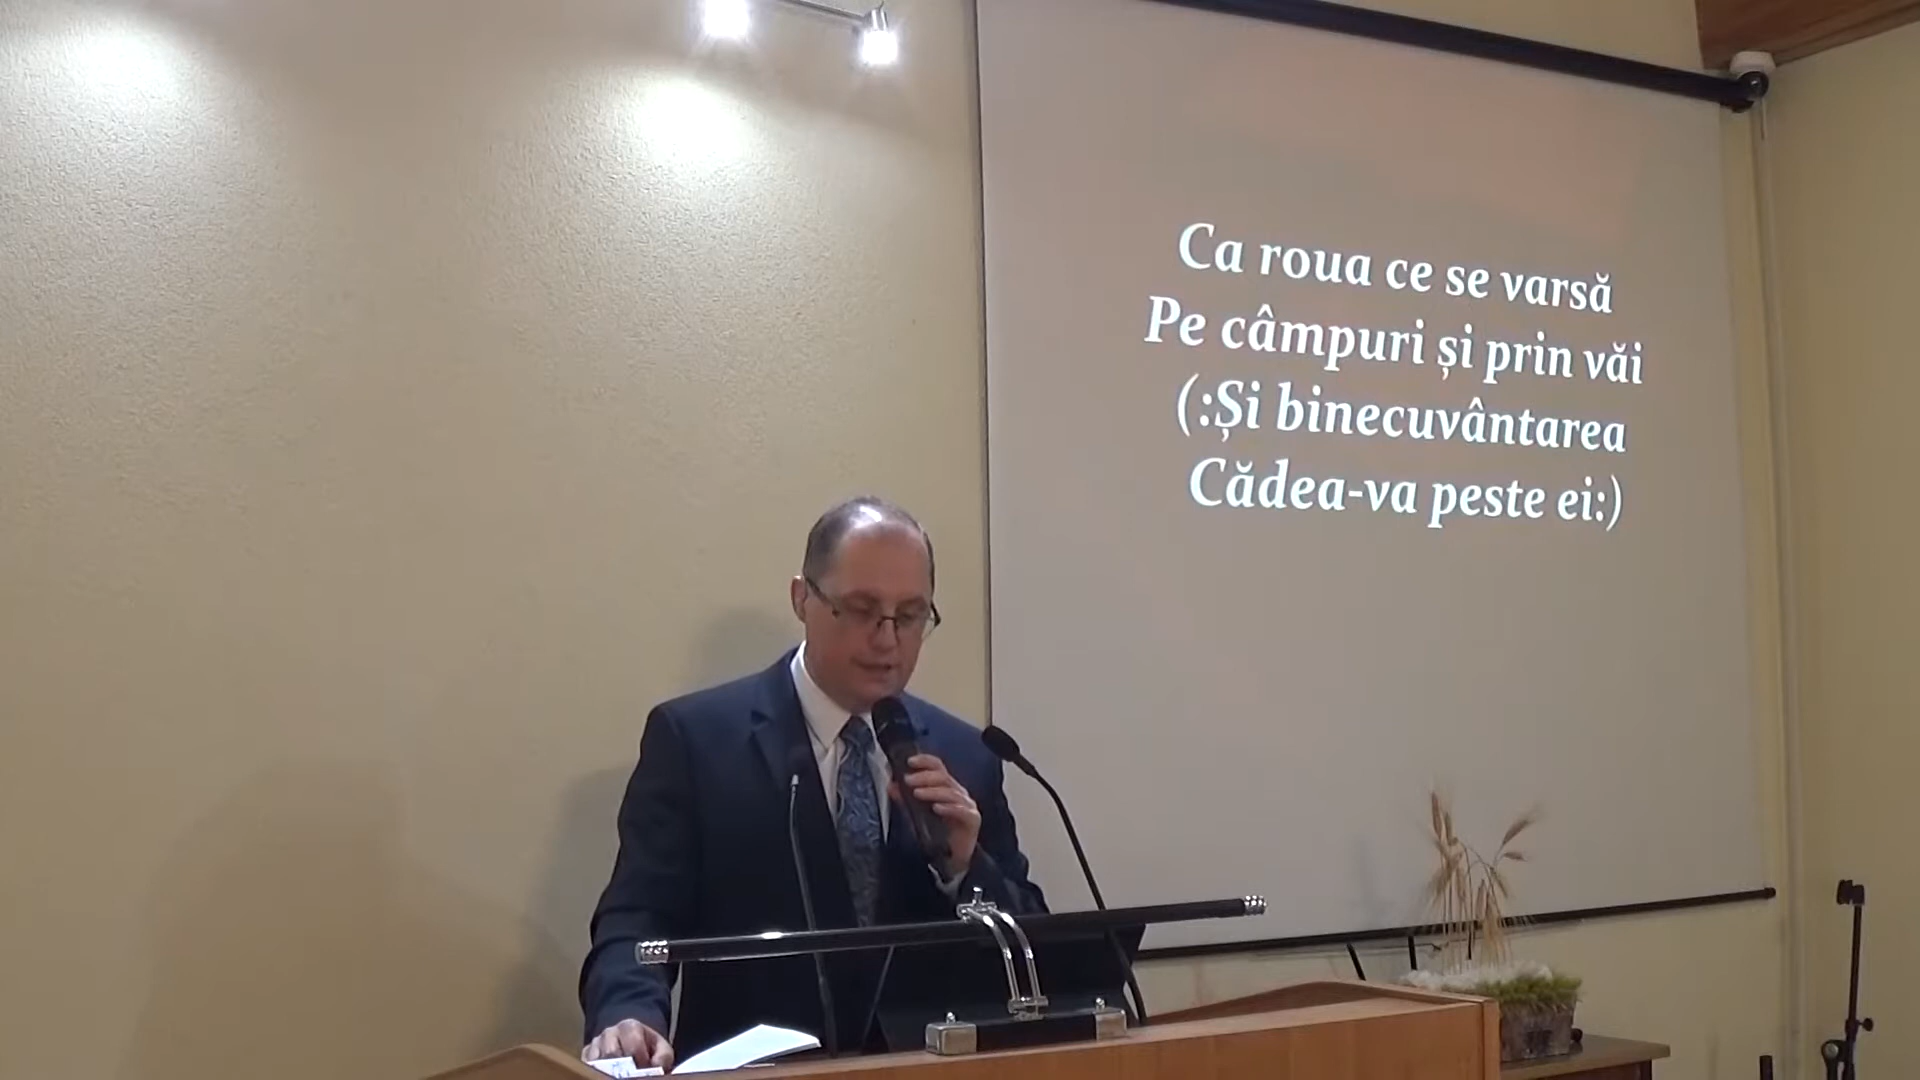 Ca roua ce se varsă
Pe câmpuri și prin văi
(:Și binecuvântarea
Cădea-va peste ei:)